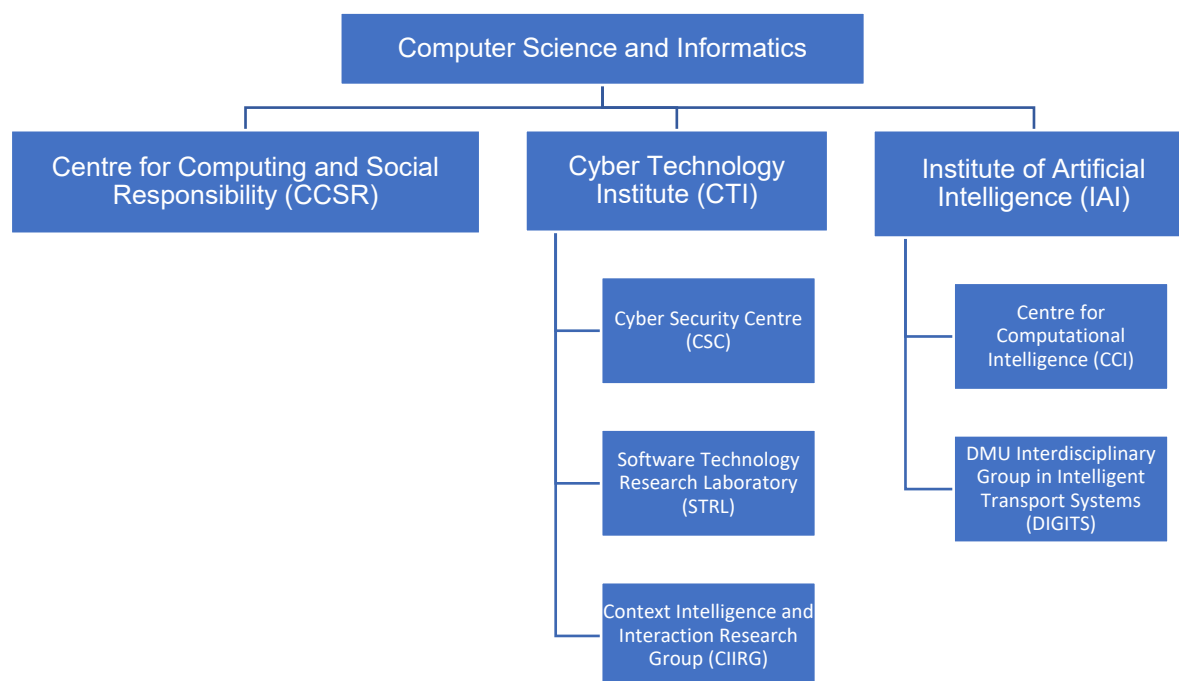 Computer Science and Informatics
Centre for Computing and Social
Responsibility (CCSR)
Cyber Technology
Institute (CTI)
Cyber Security Centre
(CSC)
Software Technology
Research Laboratory
(STRL)
Context Intelligence and
Interaction Research
Group (CIIRG)
Institute of Artificial
Intelligence (IAI)
Centre for
Computational
Intelligence (CCI)
DMU Interdisciplinary
Group in Intelligent
Transport Systems
(DIGITS)